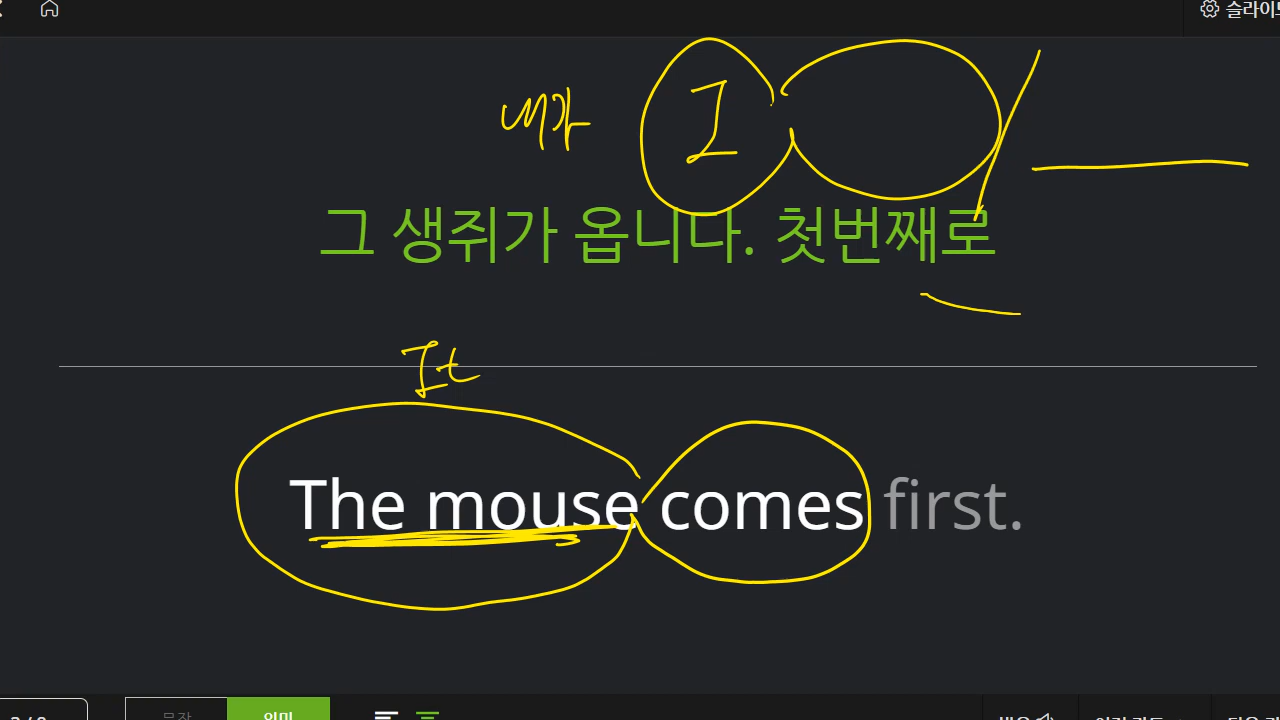 슬라이드
내가 I
그 생쥐가 옵니다. 첫번째로
It
The mouse comes first.